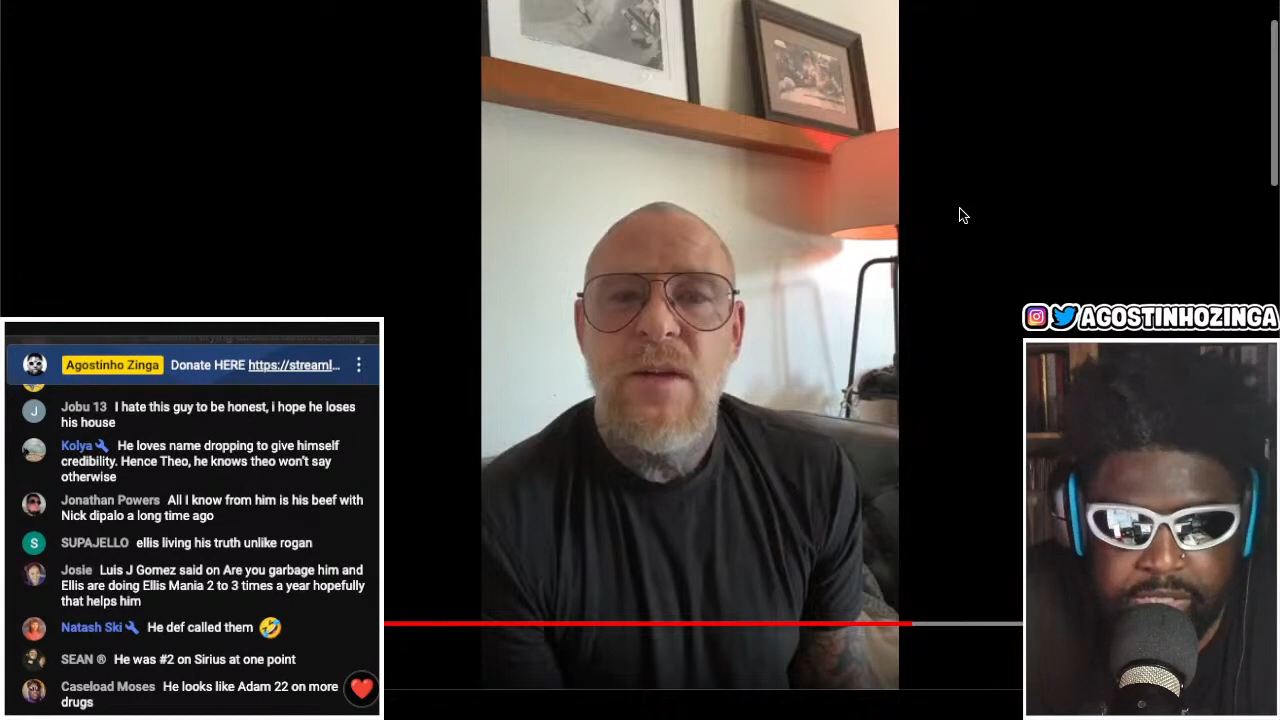 AGOSTINHOZINGA
Agostinho Zinga Donate HERE https://streaml...
Jobu 13 I hate this guy to be honest, i hope he loses
his house
Kolya He loves name dropping to give himself
credibility. Hence Theo, he knows theo won't say
otherwise
Jonathan Powers All I know from him is his beef with
Nick dipalo a long time ago
SUPAJELLO ellis living his truth unlike rogan
Josie Luis J Gomez said on Are you garbage him and
Ellis are doing Ellis Mania 2 to 3 times a year hopefully
that helps him
Natash Ski He def called them 🤣
SEAN ® He was #2 on Sirius at one point
Caseload Moses He looks like Adam 22 on more
drugs